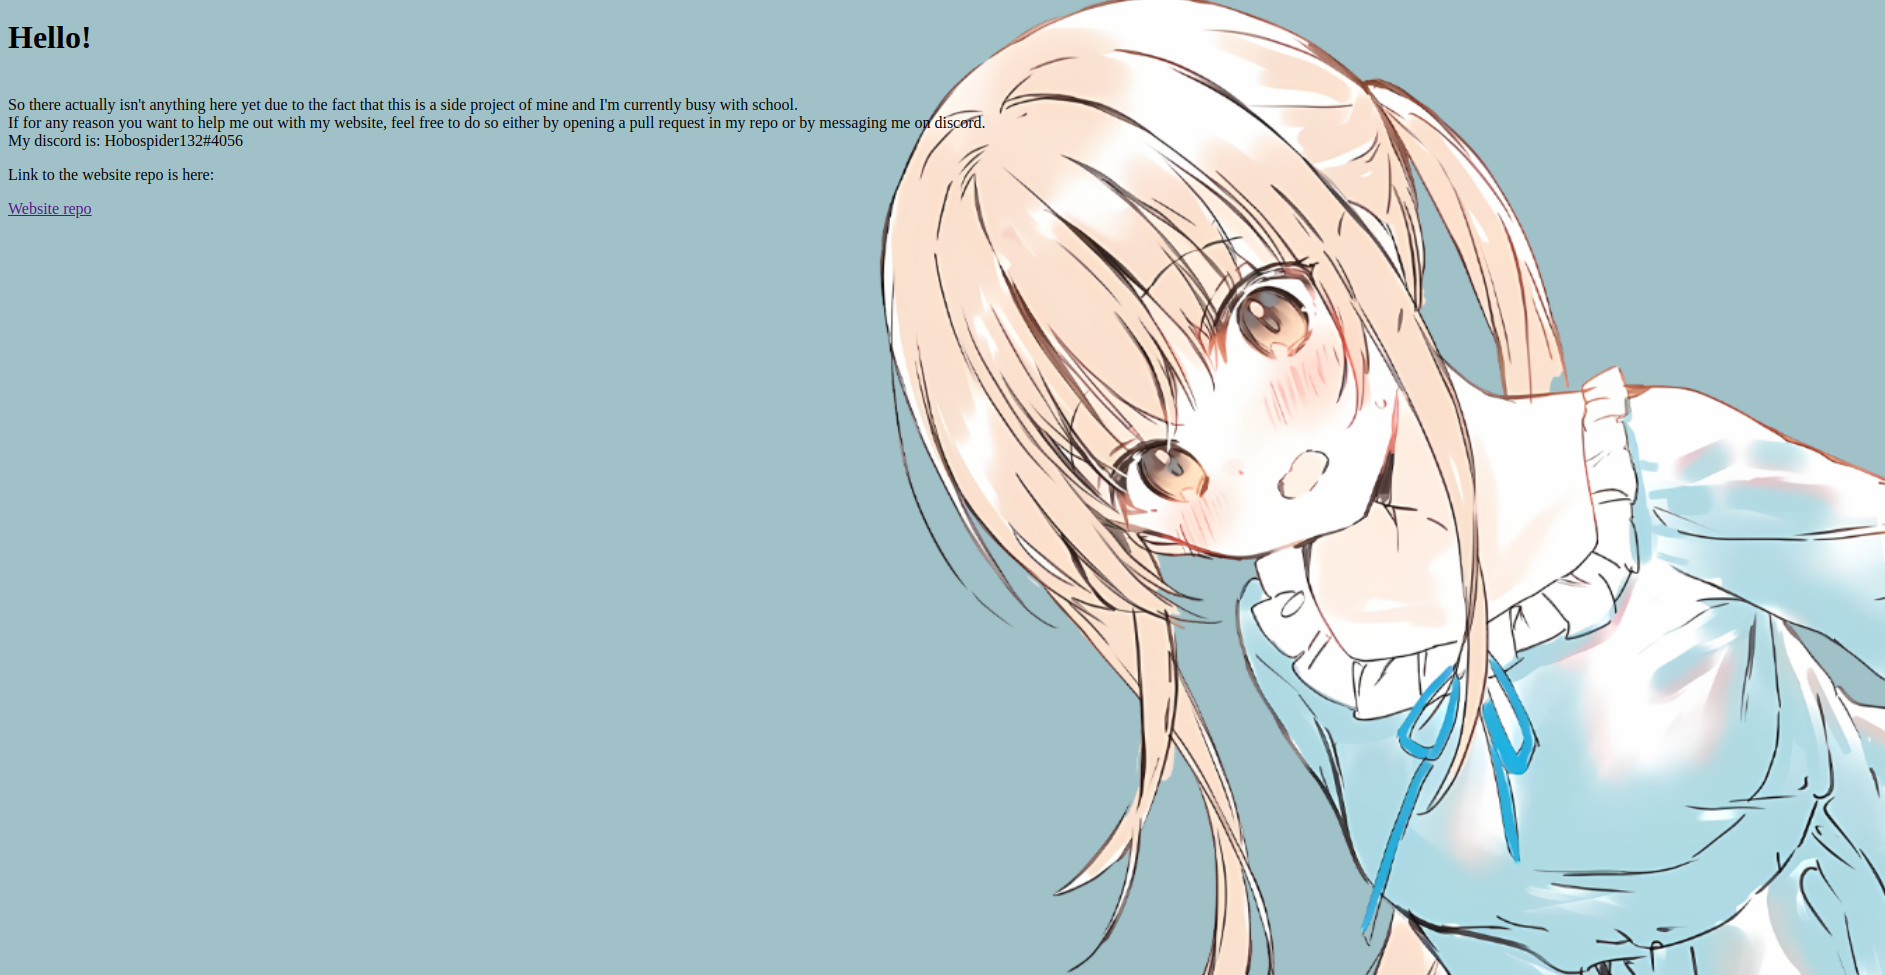 Hello!
So there actually isn't anything here yet due to the fact that this is a side project of mine and I'm currently busy with school.
If for any reason you want to help me out with my website, feel free to do so either by opening a pull request in my repo or by messaging me on discord.
My discord is: Hobospider132#4056
Link to the website repo is here:
Website repo